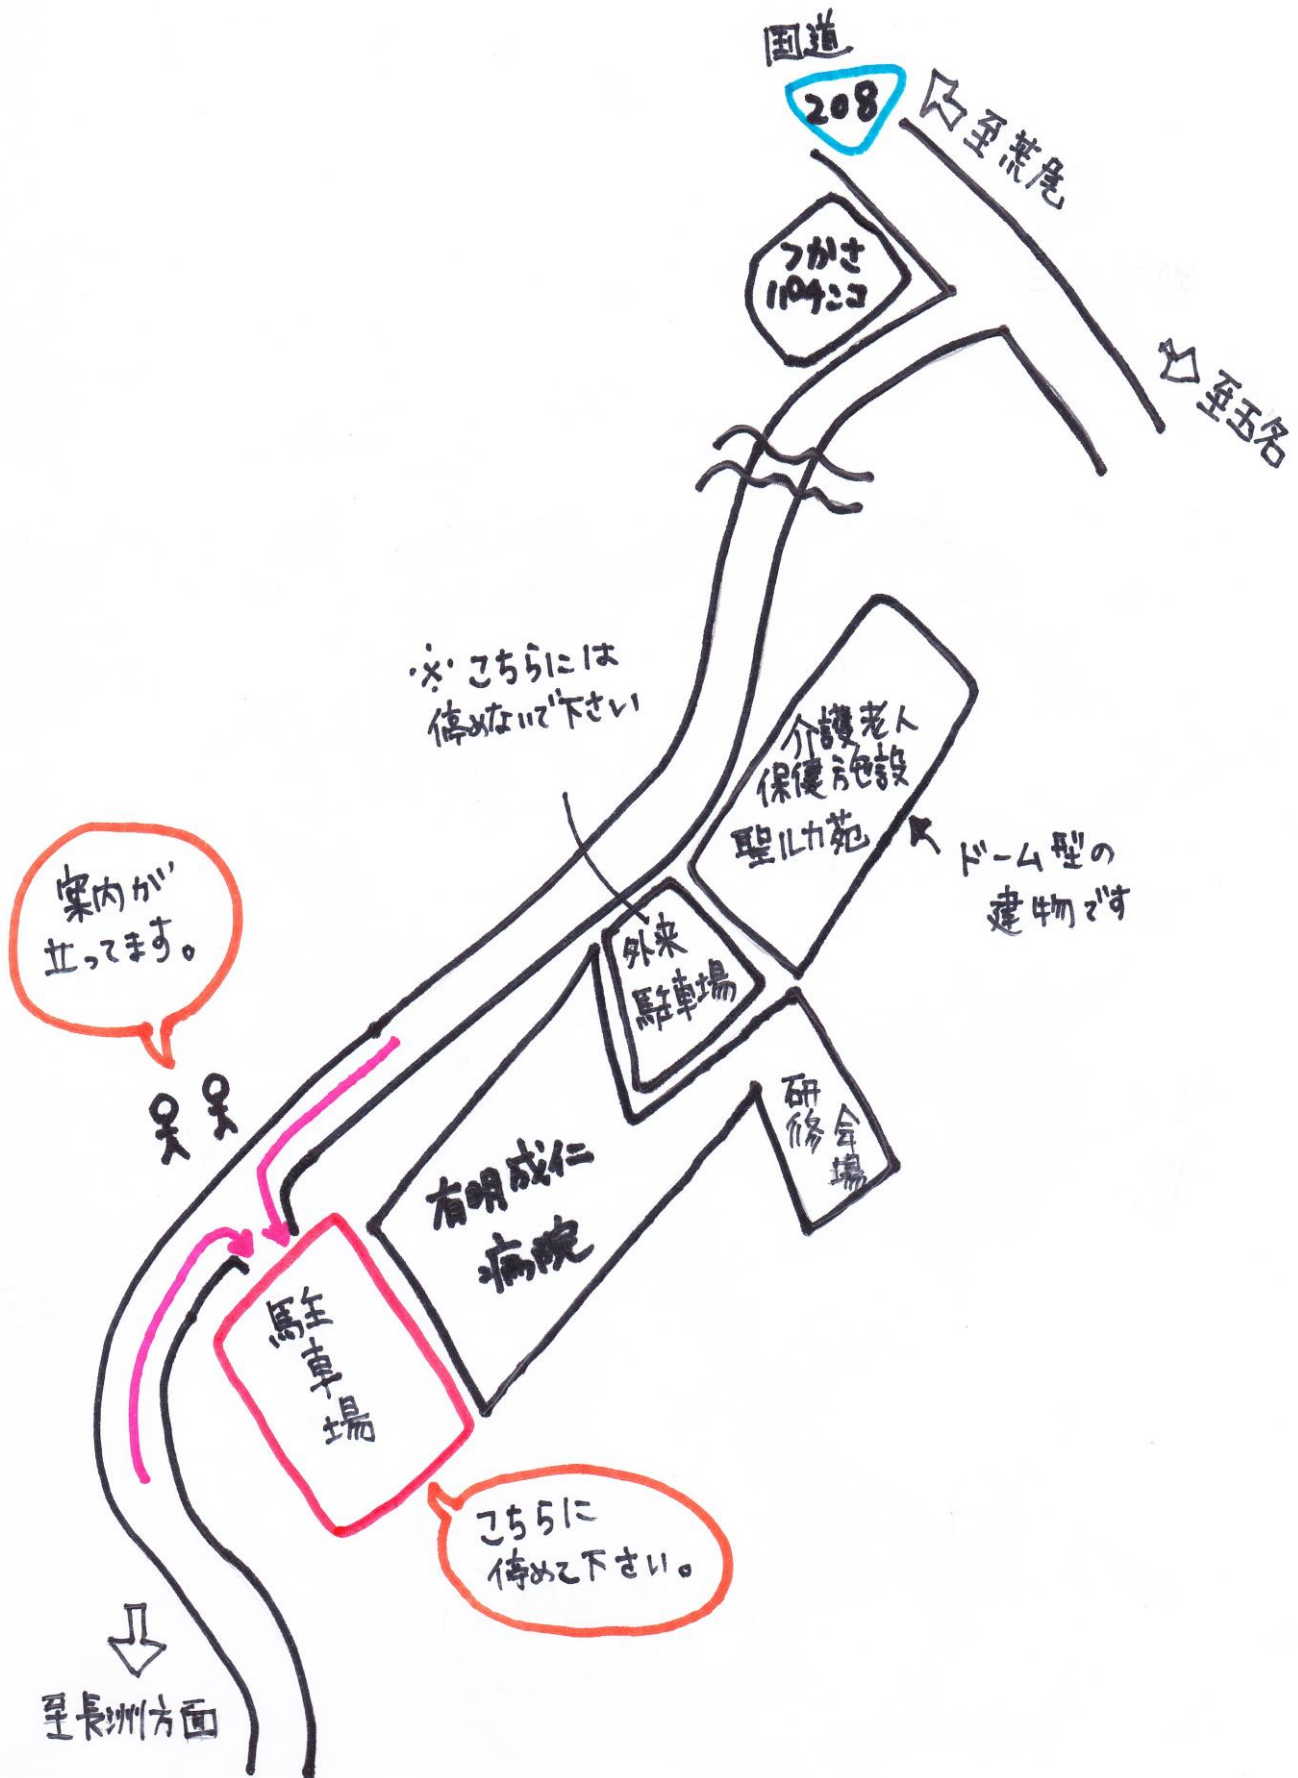 国道
208
至荒尾
つかさ
パチンコ
至玉名
※こちらには
停めないで下さい
介護老人
保健施設
聖ルカ苑
ドーム型の
建物です
案内が
立ってます。
外来
駐車場
研修
会場
有明成仁
病院
駐車場
こちらに
停めて下さい。
至長洲方面